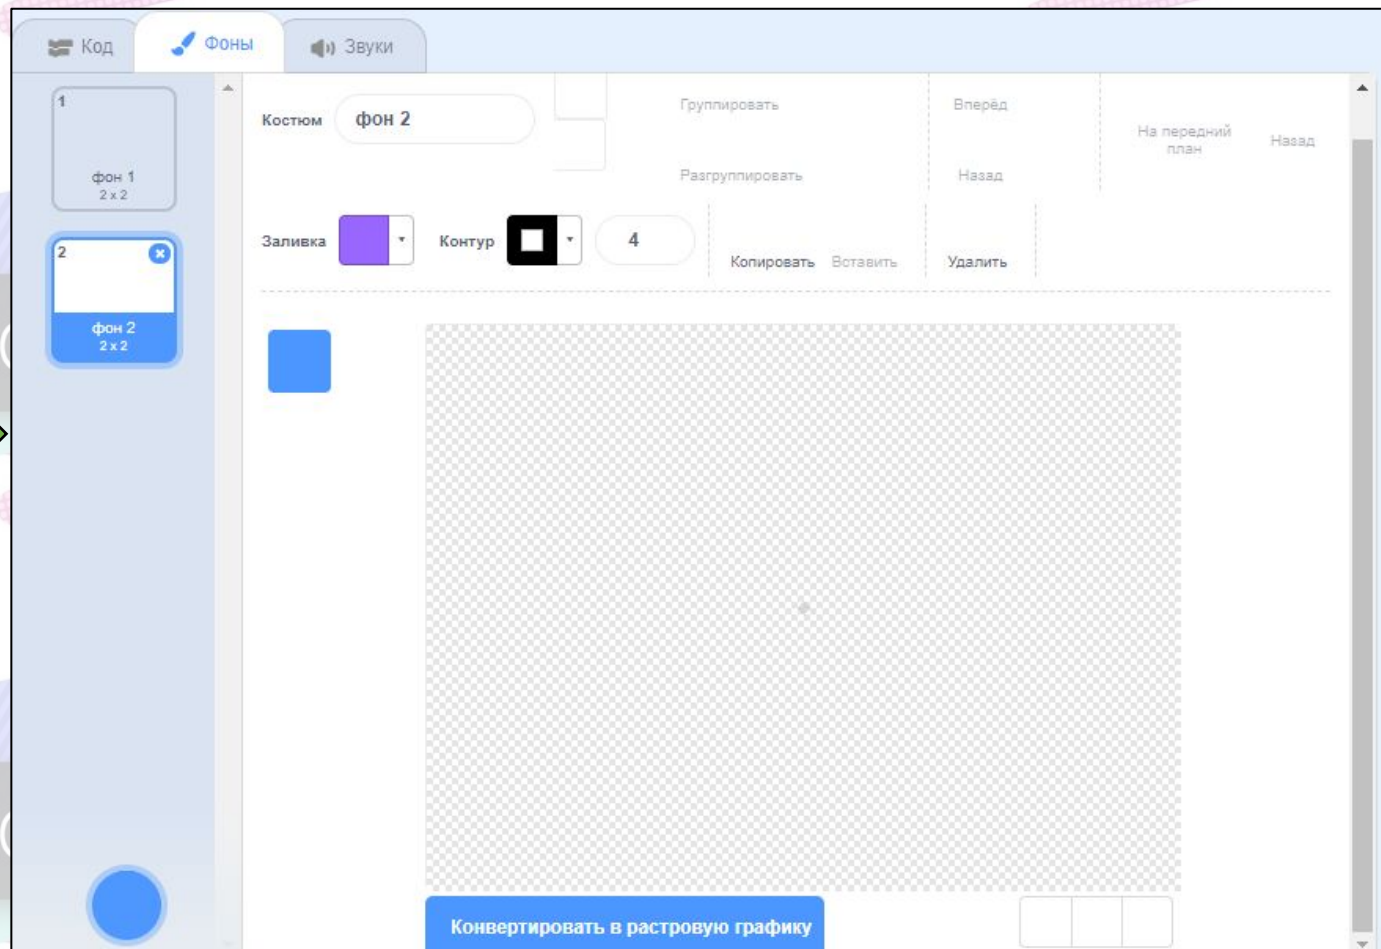 Код
Фоны
Звуки
1
фон 1
2 x 2
2
фон 2
2 x 2
Костюм
фон 2
Группировать
Вперёд
На передний план
Назад
Разгруппировать
Назад
Заливка
Контур
4
Копировать
Вставить
Удалить
Конвертировать в растровую графику